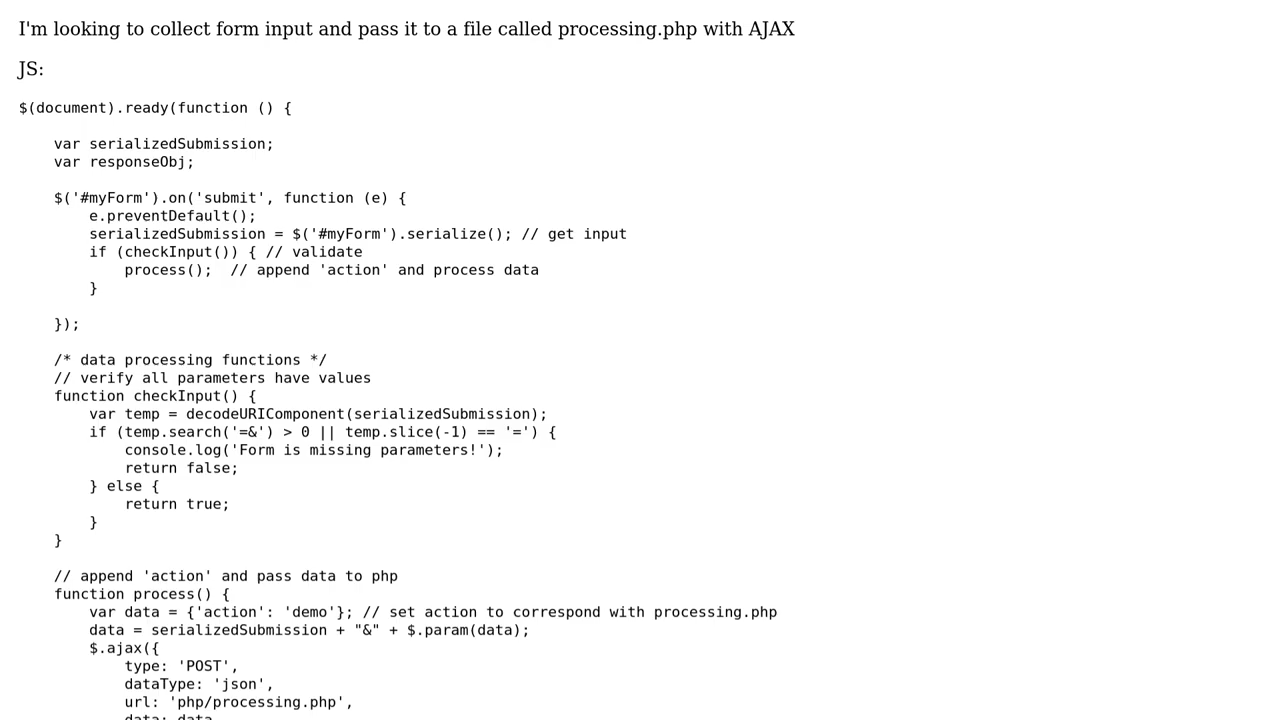 I'm looking to collect form input and pass it to a file called processing.php with AJAX
JS:
$(document).ready(function () {
    var serializedSubmission;
    var responseObj;
    $('#myForm').on('submit', function (e) {
        e.preventDefault();
        serializedSubmission = $('#myForm').serialize(); // get input
        if (checkInput()) { // validate
            process();  // append 'action' and process data
        }
    });
    /* data processing functions */
    // verify all parameters have values
    function checkInput() {
        var temp = decodeURIComponent(serializedSubmission);
        if (temp.search('=&') > 0 || temp.slice(-1) == '=') {
            console.log('Form is missing parameters!');
            return false;
        } else {
            return true;
        }
    }
    // append 'action' and pass data to php
    function process() {
        var data = {'action': 'demo'}; // set action to correspond with processing.php
        data = serializedSubmission + "&" + $.param(data);
        $.ajax({
            type: 'POST',
            dataType: 'json',
            url: 'php/processing.php',
            data: data